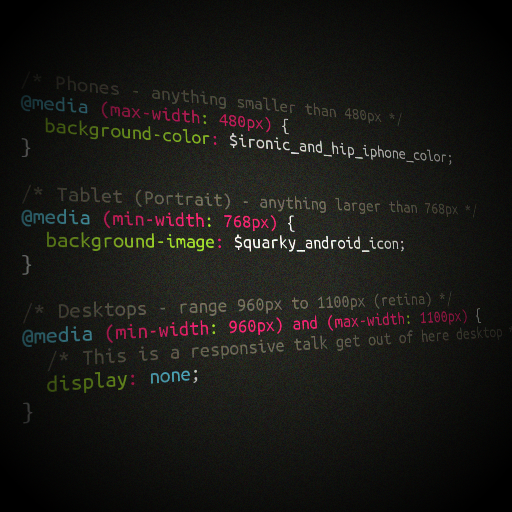 /* Phones - anything smaller than 480px */
@media (max-width: 480px) {
background-color: $ironic_and_hip_iphone_color;
}
/* Tablet (Portrait) - anything larger than 768px */
@media (min-width: 768px) {
background-image: $quarky_android_icon;
}
/* Desktops - range 960px to 1100px (retina) */
@media (min-width: 960px) and (max-width: 1100px) {
/* This is a responsive talk get out of here desktop *
display: none;
}